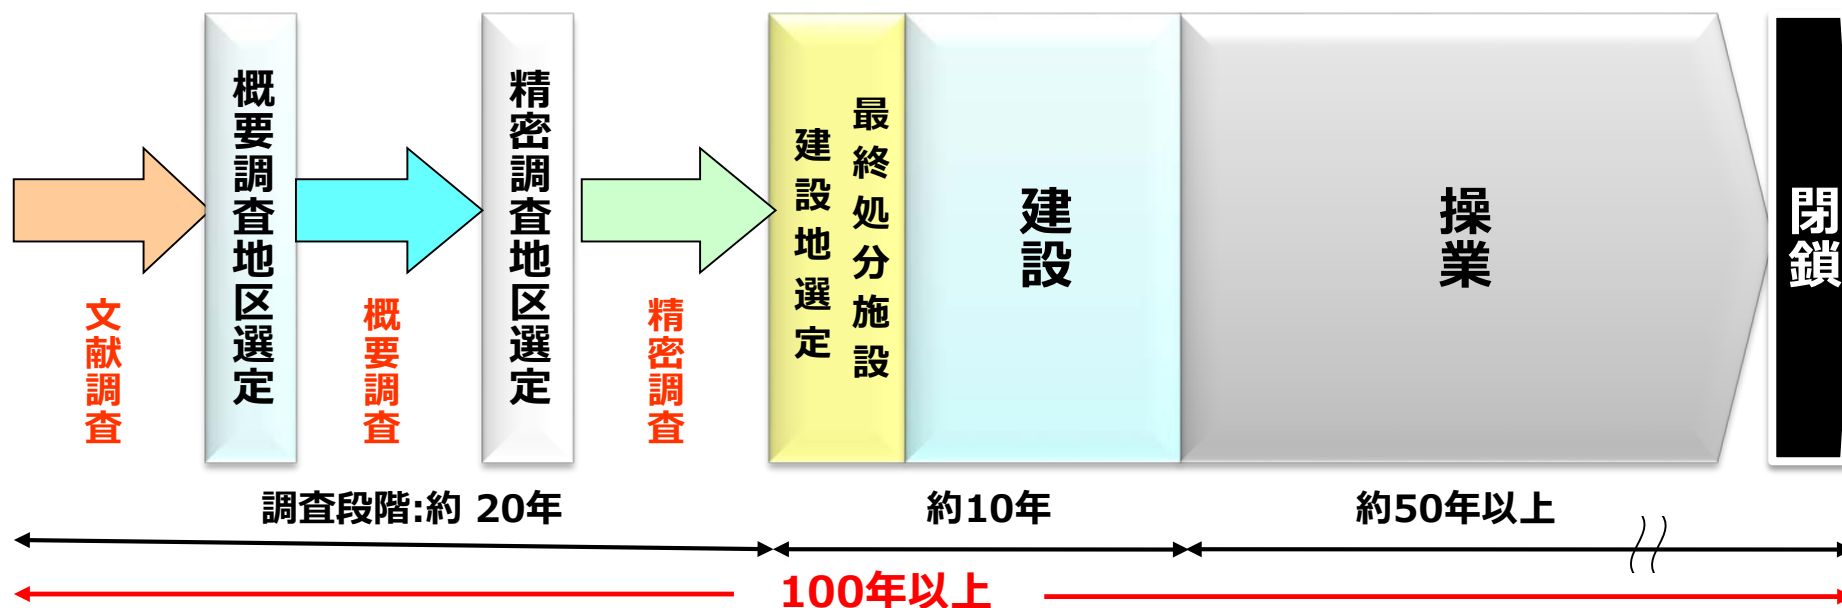 文献調査
概要調査地区選定
概要調査
精密調査地区選定
精密調査
最終処分施設
建設地選定
建設
操業
閉鎖
調査段階:約 20年
約10年
約50年以上
100年以上